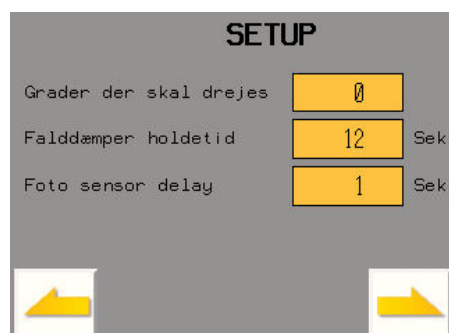 SETUP
Grader der skal drejes 0
Falddæmper holdetid 12 Sek
Foto sensor delay 1 Sek